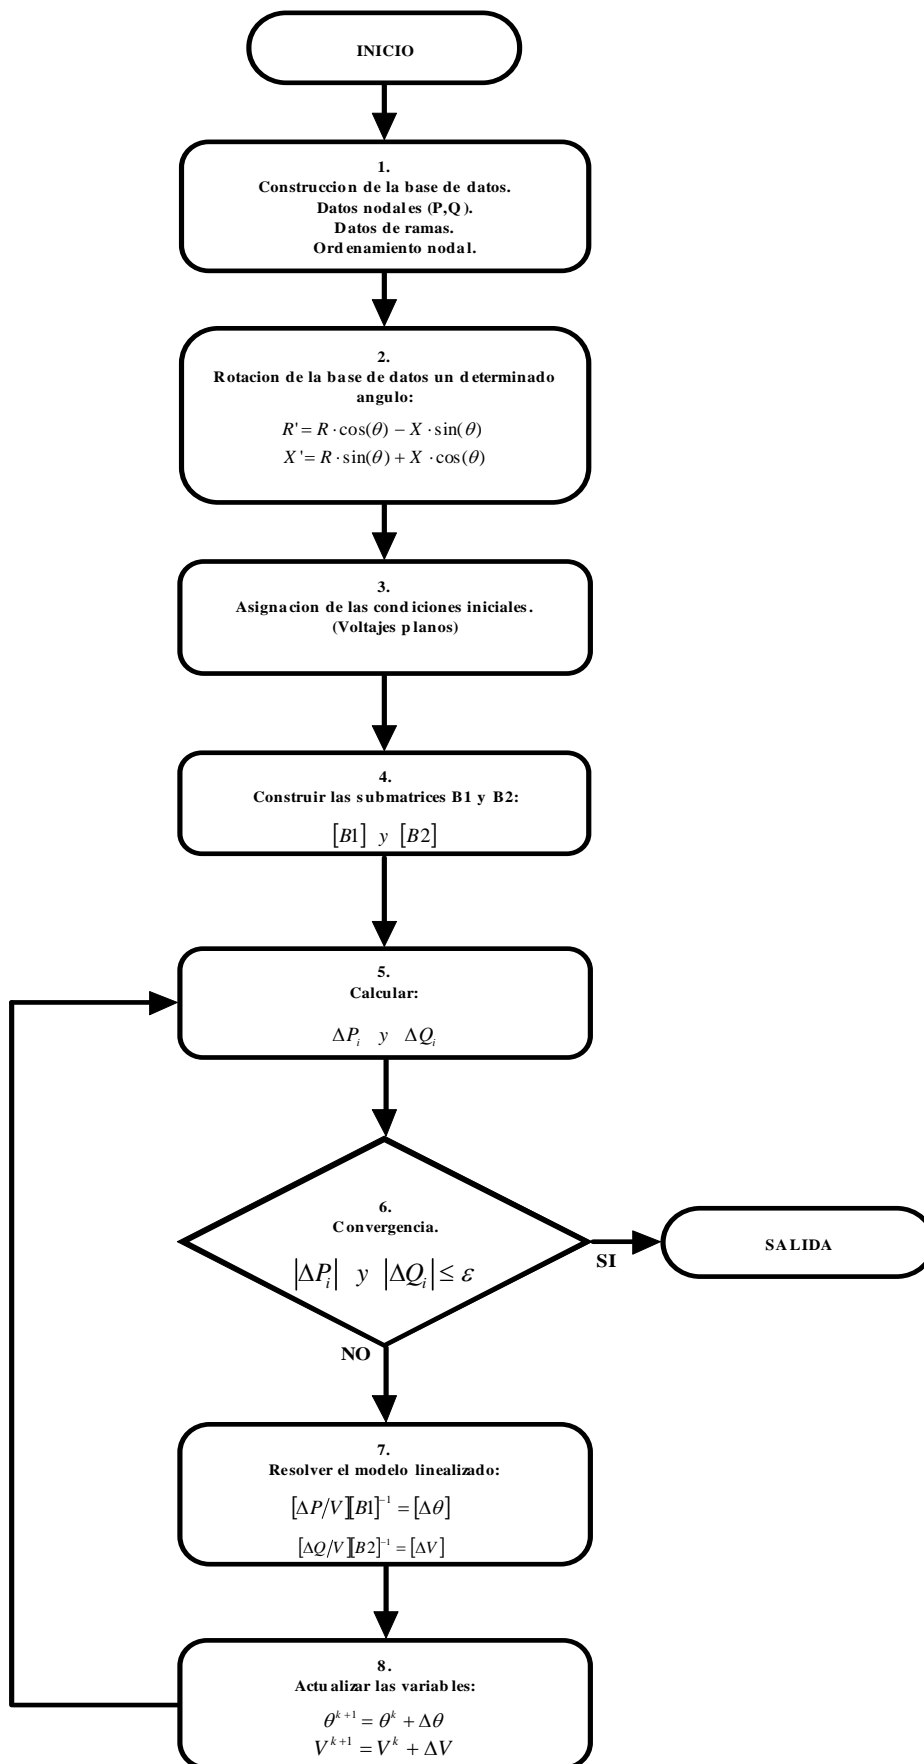 INICIO
1.
Construccion de la base de datos.
Datos nodales (P,Q).
Datos de ramas.
Ordenamiento nodal.
2.
Rotacion de la base de datos un determinado
angulo:
R' = R · cos(θ) − X · sin(θ)
X' = R · sin(θ) + X · cos(θ)
3.
Asignacion de las condiciones iniciales.
(Voltajes planos)
4.
Construir las submatrices B1 y B2:
[B1] y [B2]
5.
Calcular:
ΔP_i y ΔQ_i
6.
Convergencia.
|ΔP_i| y |ΔQ_i| ≤ ε
SI
SALIDA
NO
7.
Resolver el modelo linealizado:
[ΔP/V][B1]⁻¹ = [Δθ]
[ΔQ/V][B2]⁻¹ = [ΔV]
8.
Actualizar las variables:
θ^{k+1} = θ^k + Δθ
V^{k+1} = V^k + ΔV